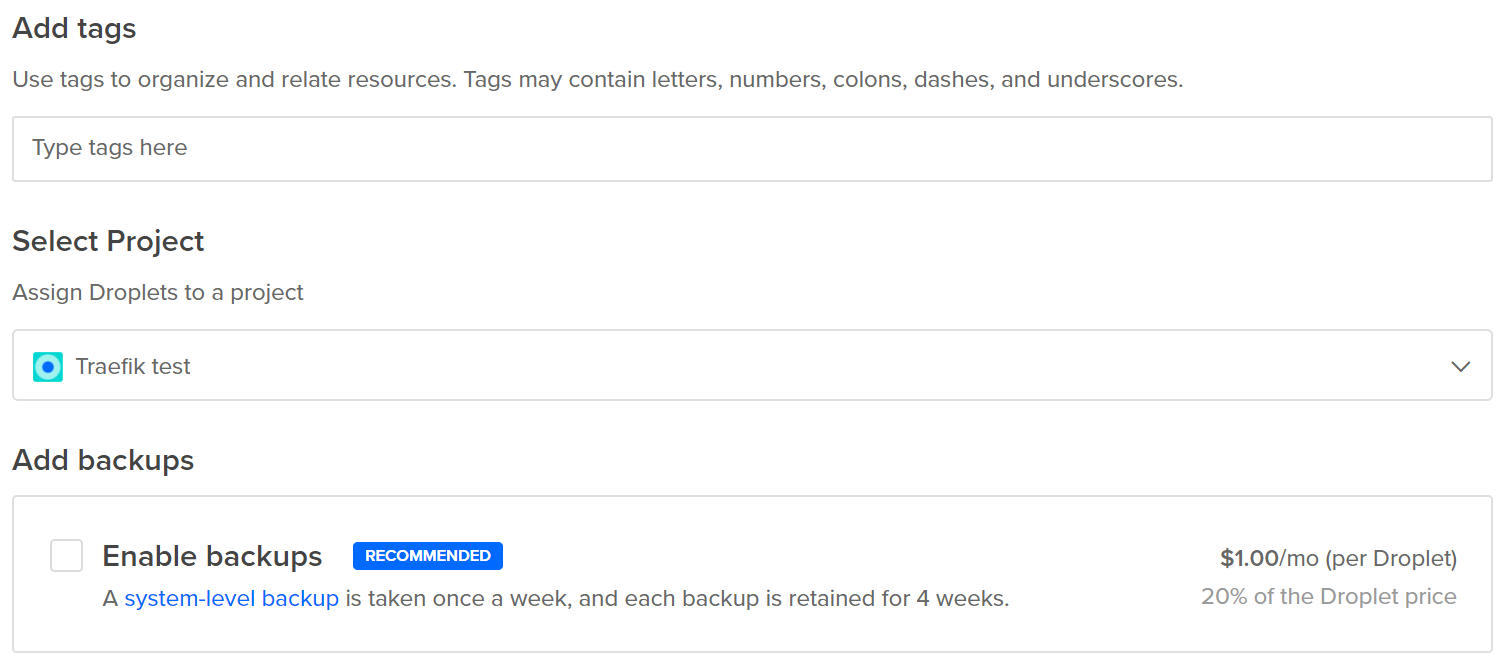 Add tags
Use tags to organize and relate resources. Tags may contain letters, numbers, colons, dashes, and underscores.
Type tags here
Select Project
Assign Droplets to a project
Traefik test
Add backups
Enable backups RECOMMENDED
$1.00/mo (per Droplet)
A system-level backup is taken once a week, and each backup is retained for 4 weeks.
20% of the Droplet price